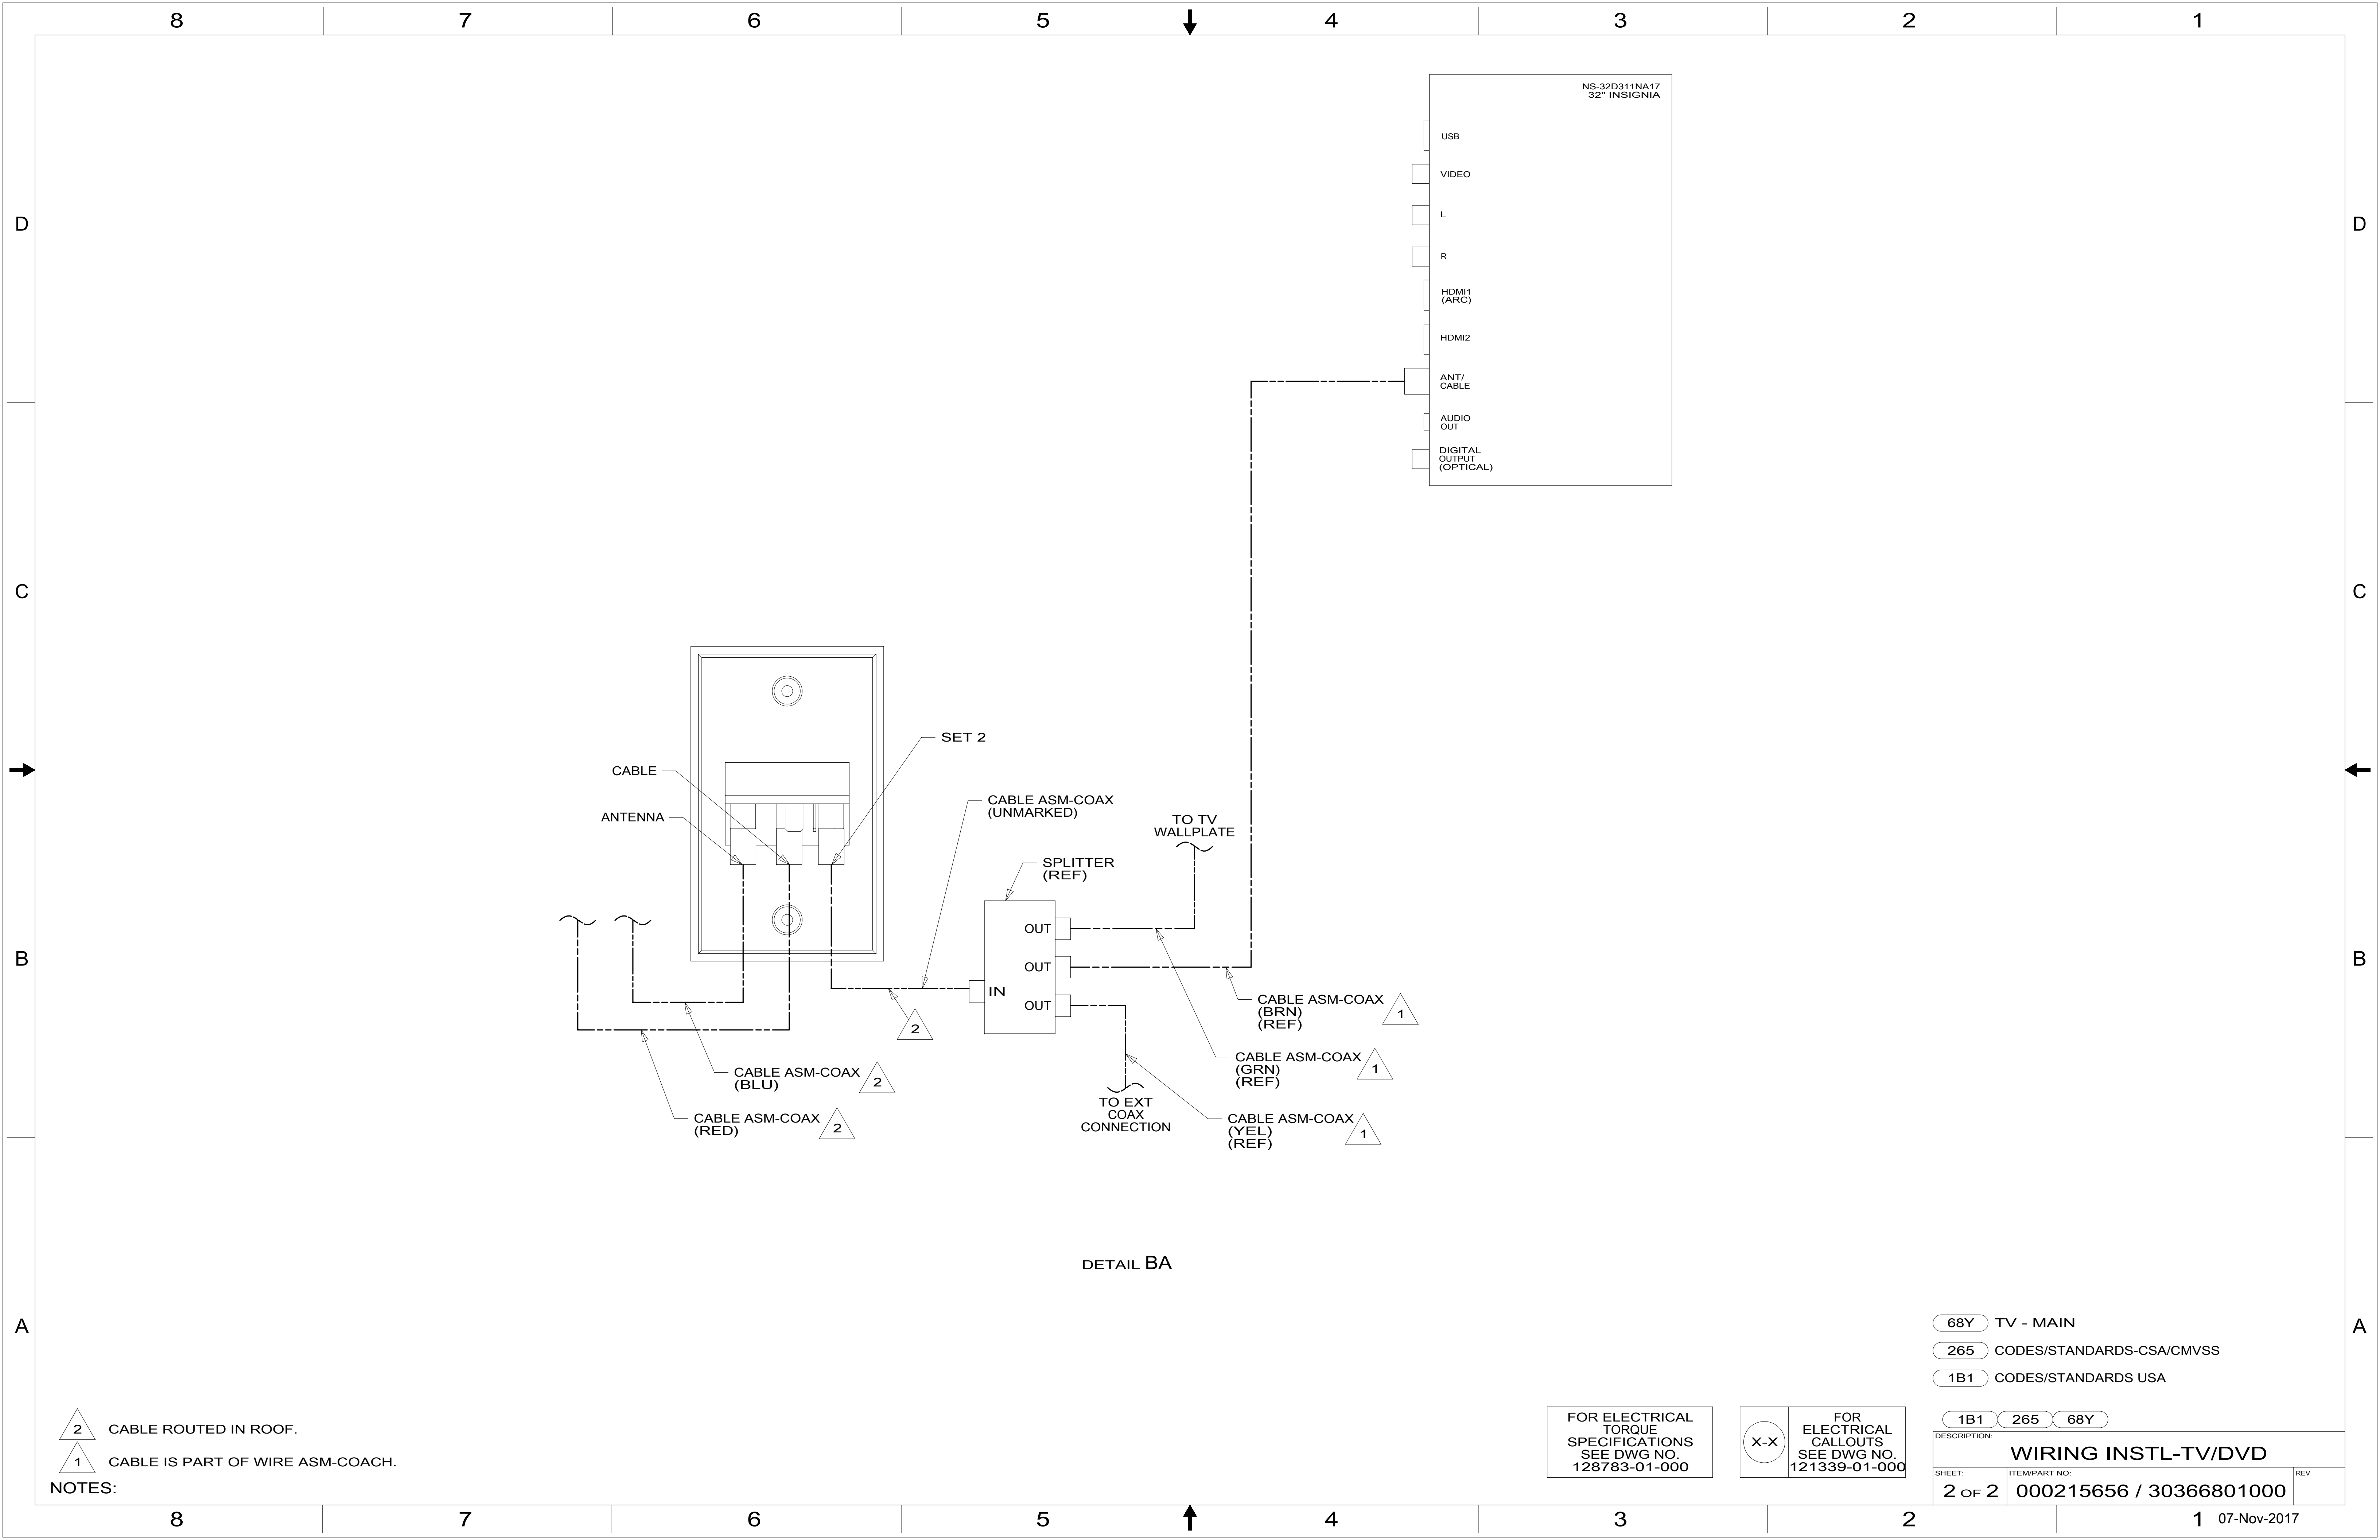 8 7 6 5 4 3 2 1
NS-32D311NA17
32" INSIGNIA
USB
VIDEO
L
R
HDMI1
(ARC)
HDMI2
ANT/
CABLE
AUDIO
OUT
DIGITAL
OUTPUT
(OPTICAL)
D D
C C
SET 2
CABLE
ANTENNA
CABLE ASM-COAX
(UNMARKED)
TO TV
WALLPLATE
SPLITTER
(REF)
OUT
OUT
IN
OUT
B B
2
CABLE ASM-COAX
(BRN)
(REF)
1
CABLE ASM-COAX
(GRN)
(REF)
1
CABLE ASM-COAX
(BLU)
2
CABLE ASM-COAX
(RED)
2
TO EXT
COAX
CONNECTION
CABLE ASM-COAX
(YEL)
(REF)
1
DETAIL BA
A A
68Y TV - MAIN
265 CODES/STANDARDS-CSA/CMVSS
1B1 CODES/STANDARDS USA
2 CABLE ROUTED IN ROOF.
1 CABLE IS PART OF WIRE ASM-COACH.
NOTES:
FOR ELECTRICAL
TORQUE
SPECIFICATIONS
SEE DWG NO.
128783-01-000
X-X
FOR
ELECTRICAL
CALLOUTS
SEE DWG NO.
121339-01-000
1B1 265 68Y
DESCRIPTION:
WIRING INSTL-TV/DVD
SHEET:
2 OF 2
ITEM/PART NO:
000215656 / 30366801000
REV
8 7 6 5 4 3 2 1
07-Nov-2017